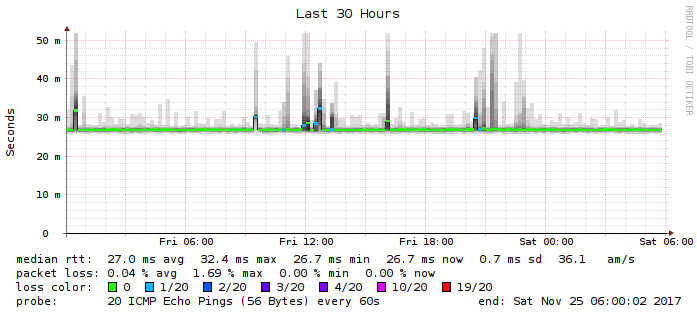 Last 30 Hours
RRDTOOL / TOBI OETIKER
Seconds
50 m
40 m
30 m
20 m
10 m
0
Fri 06:00 Fri 12:00 Fri 18:00 Sat 00:00 Sat 06:00
median rtt: 27.0 ms avg 32.4 ms max 26.7 ms min 26.7 ms now 0.7 ms sd 36.1 am/s
packet loss: 0.04 % avg 1.69 % max 0.00 % min 0.00 % now
loss color: 0 1/20 2/20 3/20 4/20 10/20 19/20
probe: 20 ICMP Echo Pings (56 Bytes) every 60s end: Sat Nov 25 06:00:02 2017